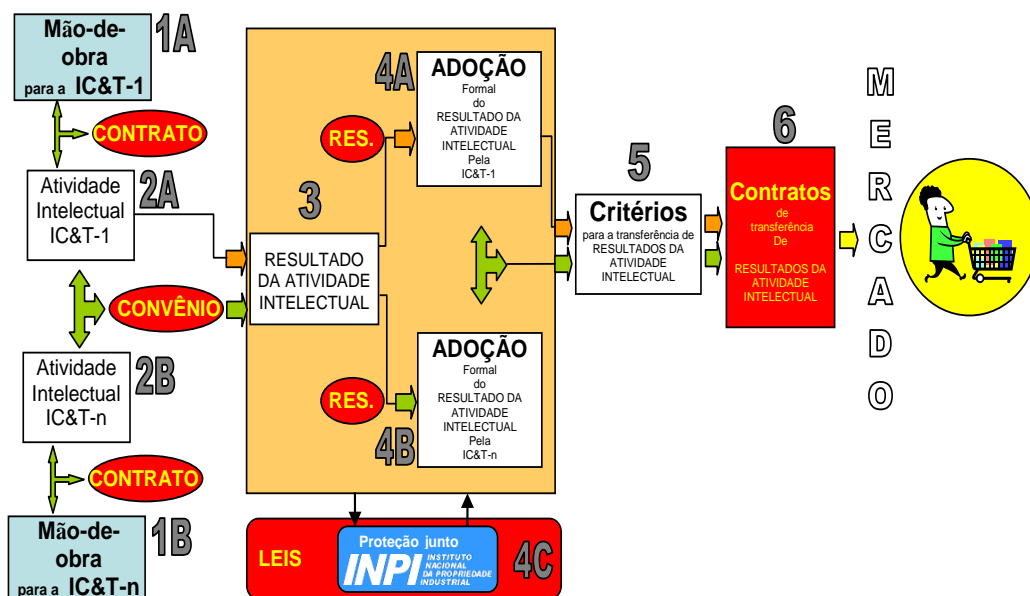 Mão-de-
obra
para a IC&T-1
1A
CONTRATO
Atividade
Intelectual
IC&T-1
2A
CONVÊNIO
Atividade
Intelectual
IC&T-n
2B
CONTRATO
Mão-de-
obra
para a IC&T-n
1B
3
RESULTADO
DA ATIVIDADE
INTELECTUAL
RES.
4A
ADOÇÃO
Formal
do
RESULTADO DA
ATIVIDADE
INTELECTUAL
Pela
IC&T-1
RES.
4B
ADOÇÃO
Formal
do
RESULTADO DA
ATIVIDADE
INTELECTUAL
Pela
IC&T-n
LEIS
Proteção junto
INPI
INSTITUTO
NACIONAL
DA PROPRIEDADE
INDUSTRIAL
4C
5
Critérios
para a transferência de
RESULTADOS DA
ATIVIDADE
INTELECTUAL
6
Contratos
de
transferência
De
RESULTADOS DA
ATIVIDADE
INTELECTUAL
MERCADO